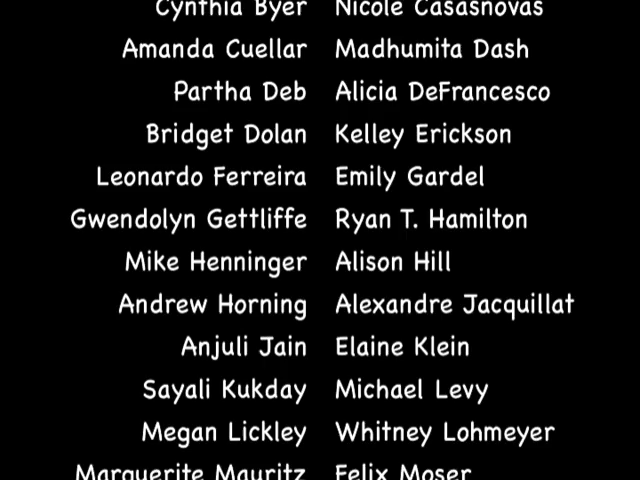 Cynthia Byer Nicole Casasnovas
Amanda Cuellar Madhumita Dash
Partha Deb Alicia DeFrancesco
Bridget Dolan Kelley Erickson
Leonardo Ferreira Emily Gardel
Gwendolyn Gettliffe Ryan T. Hamilton
Mike Henninger Alison Hill
Andrew Horning Alexandre Jacquillat
Anjuli Jain Elaine Klein
Sayali Kukday Michael Levy
Megan Lickley Whitney Lohmeyer
Marguerite Mauritz Felix Moser